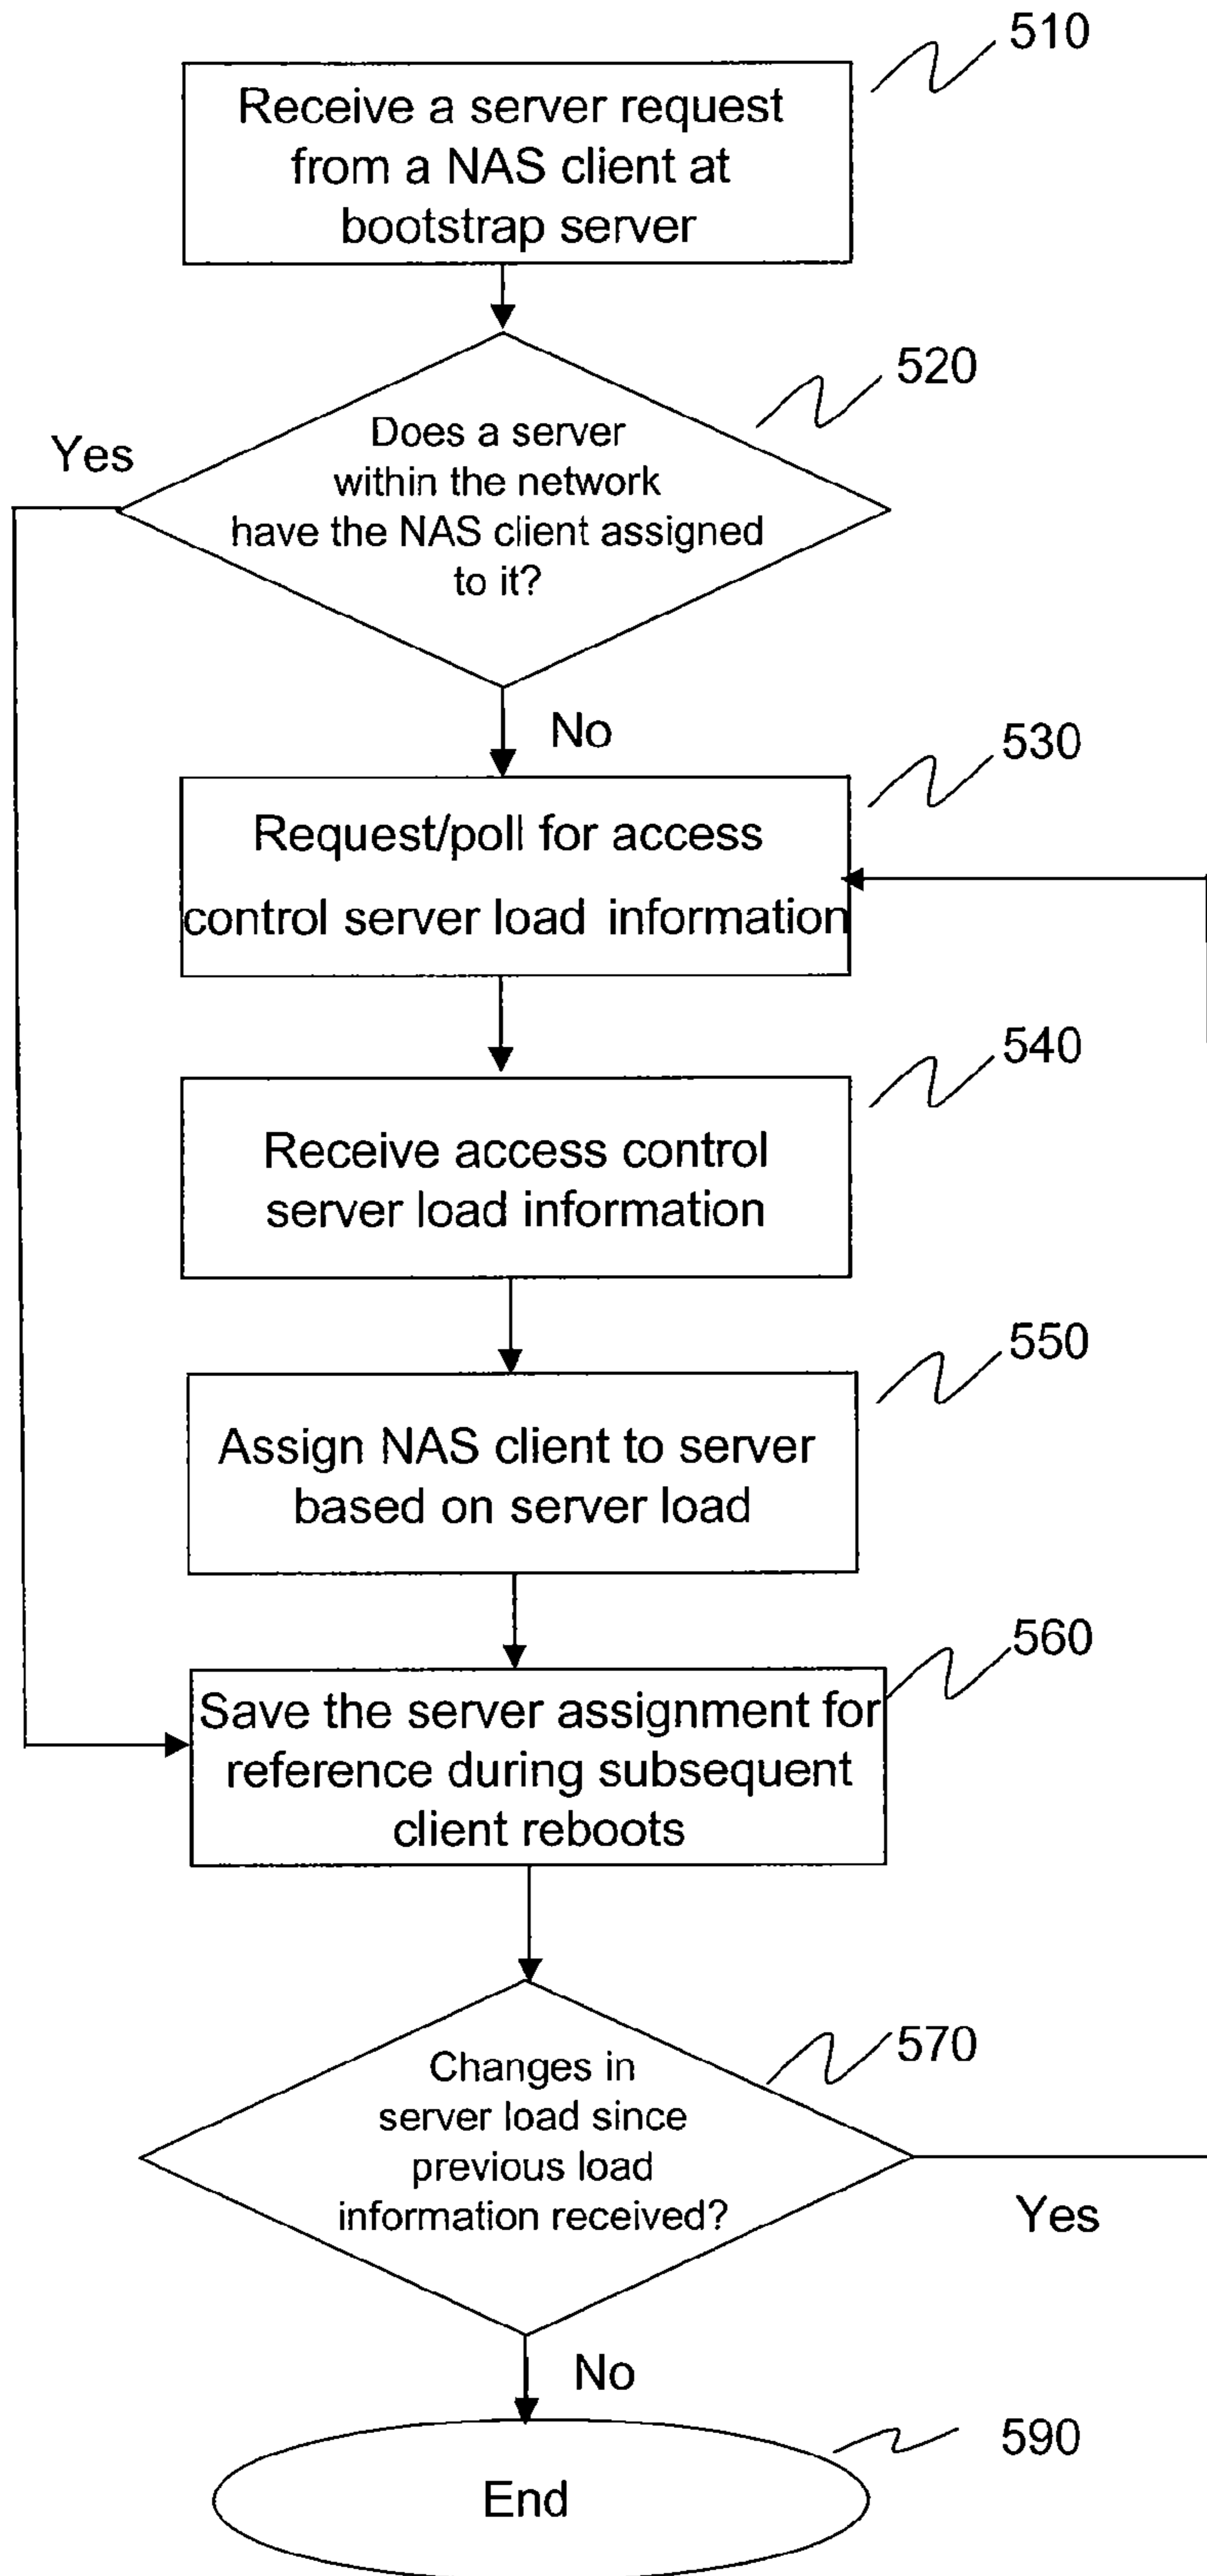 510
Receive a server request
from a NAS client at
bootstrap server
520
Yes
Does a server
within the network
have the NAS client assigned
to it?
No
530
Request/poll for access
control server load information
540
Receive access control
server load information
550
Assign NAS client to server
based on server load
560
Save the server assignment for
reference during subsequent
client reboots
570
Changes in
server load since
previous load
information received?
Yes
No
590
End